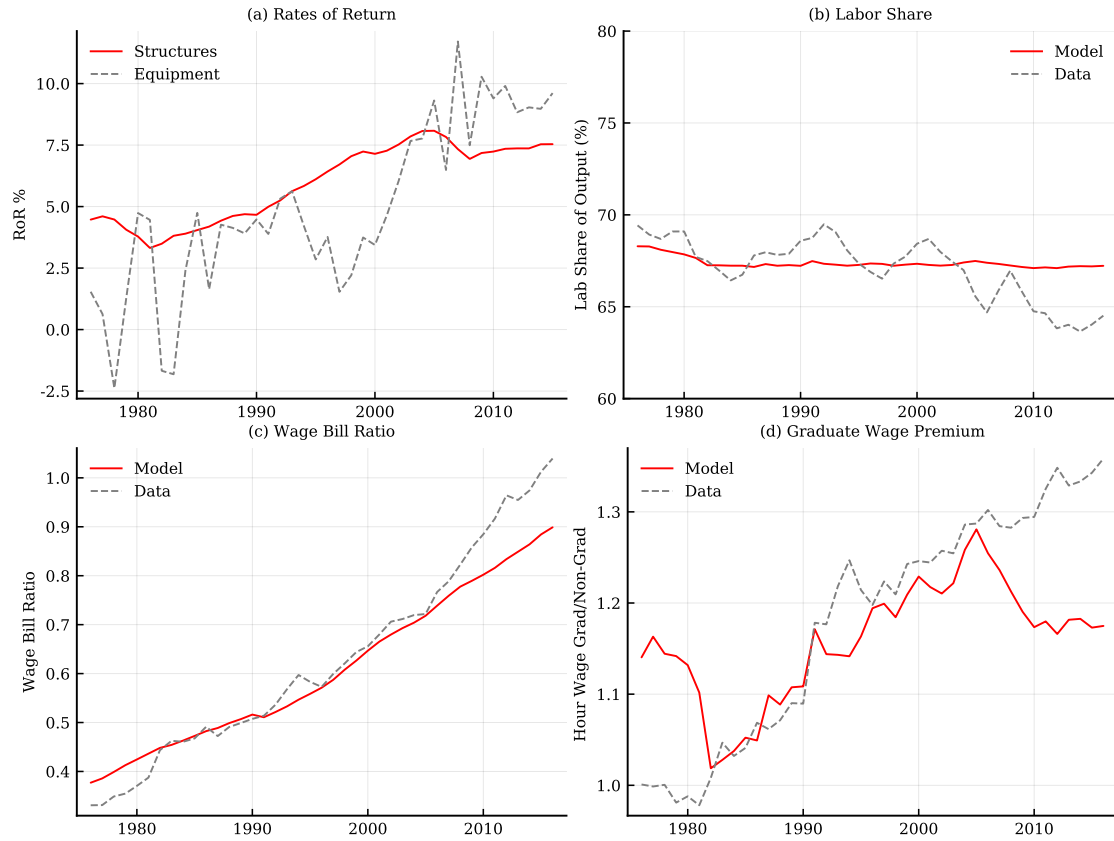 (a) Rates of Return
Structures
Equipment
RoR %
10.0
7.5
5.0
2.5
0.0
-2.5
1980
1990
2000
2010
(b) Labor Share
Model
Data
Lab Share of Output (%)
80
75
70
65
60
1980
1990
2000
2010
(c) Wage Bill Ratio
Model
Data
Wage Bill Ratio
1.0
0.9
0.8
0.7
0.6
0.5
0.4
1980
1990
2000
2010
(d) Graduate Wage Premium
Model
Data
Hour Wage Grad/Non-Grad
1.3
1.2
1.1
1.0
1980
1990
2000
2010